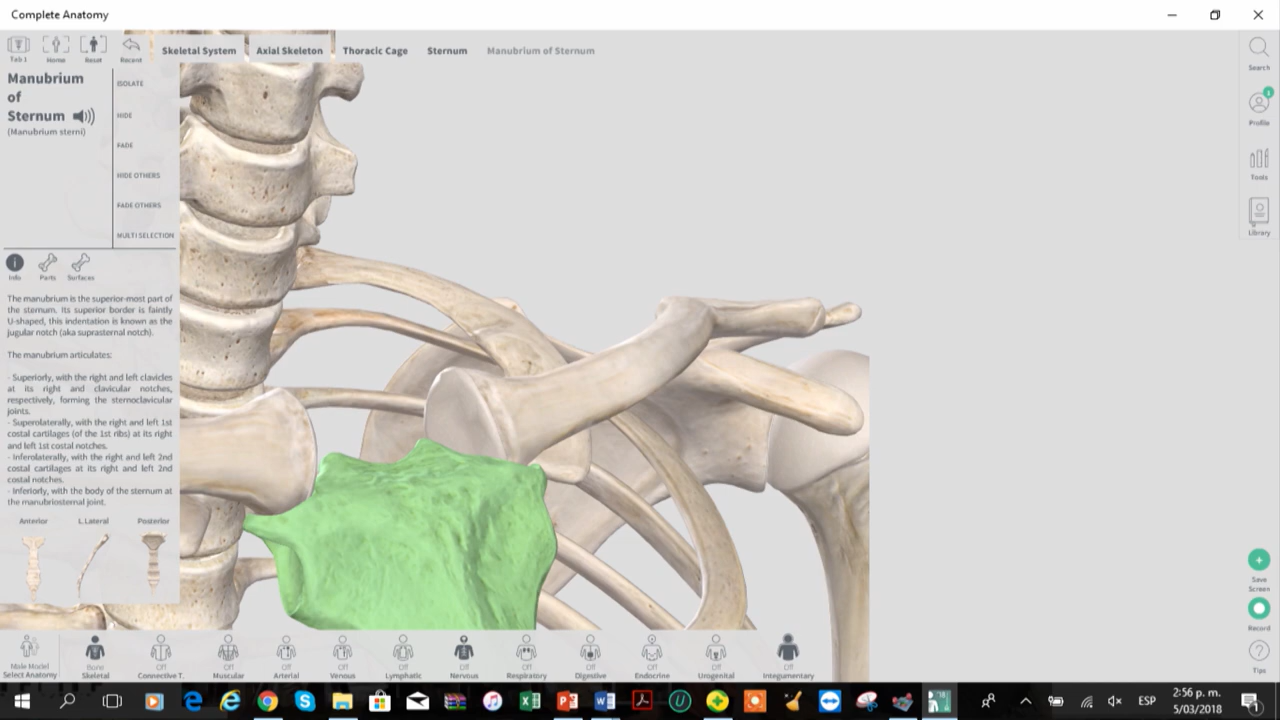 Complete Anatomy
Tab 1
Home
Reset
Recent
Skeletal System
Axial Skeleton
Thoracic Cage
Sternum
Manubrium of Sternum
Search
Manubrium
of
Sternum
(Manubrium sterni)
ISOLATE
HIDE
FADE
HIDE OTHERS
FADE OTHERS
MULTI SELECTION
1
Profile
Tools
Library
Info
Parts
Surfaces
The manubrium is the superior-most part of
the sternum. Its superior border is faintly
U-shaped, this indentation is known as the
jugular notch (aka suprasternal notch).
The manubrium articulates:
- Superiorly, with the right and left clavicles
at its right and clavicular notches,
respectively, forming the sternoclavicular
joints.
- Superolaterally, with the right and left 1st
costal cartilages (of the 1st ribs) at its right
and left 1st costal notches.
- Inferolaterally, with the right and left 2nd
costal cartilages at its right and left 2nd
costal notches.
- Inferiorly, with the body of the sternum at
the manubriosternal joint.
Anterior
L.Lateral
Posterior
Save
Screen
Record
Tips
Male Model
Select Anatomy
Bone
Skeletal
Off
Connective T.
Off
Muscular
Off
Arterial
Off
Venous
Off
Lymphatic
Off
Nervous
Off
Respiratory
Off
Digestive
Off
Endocrine
Off
Urogenital
Off
Integumentary
ESP
2:56 p. m.
5/03/2018
1